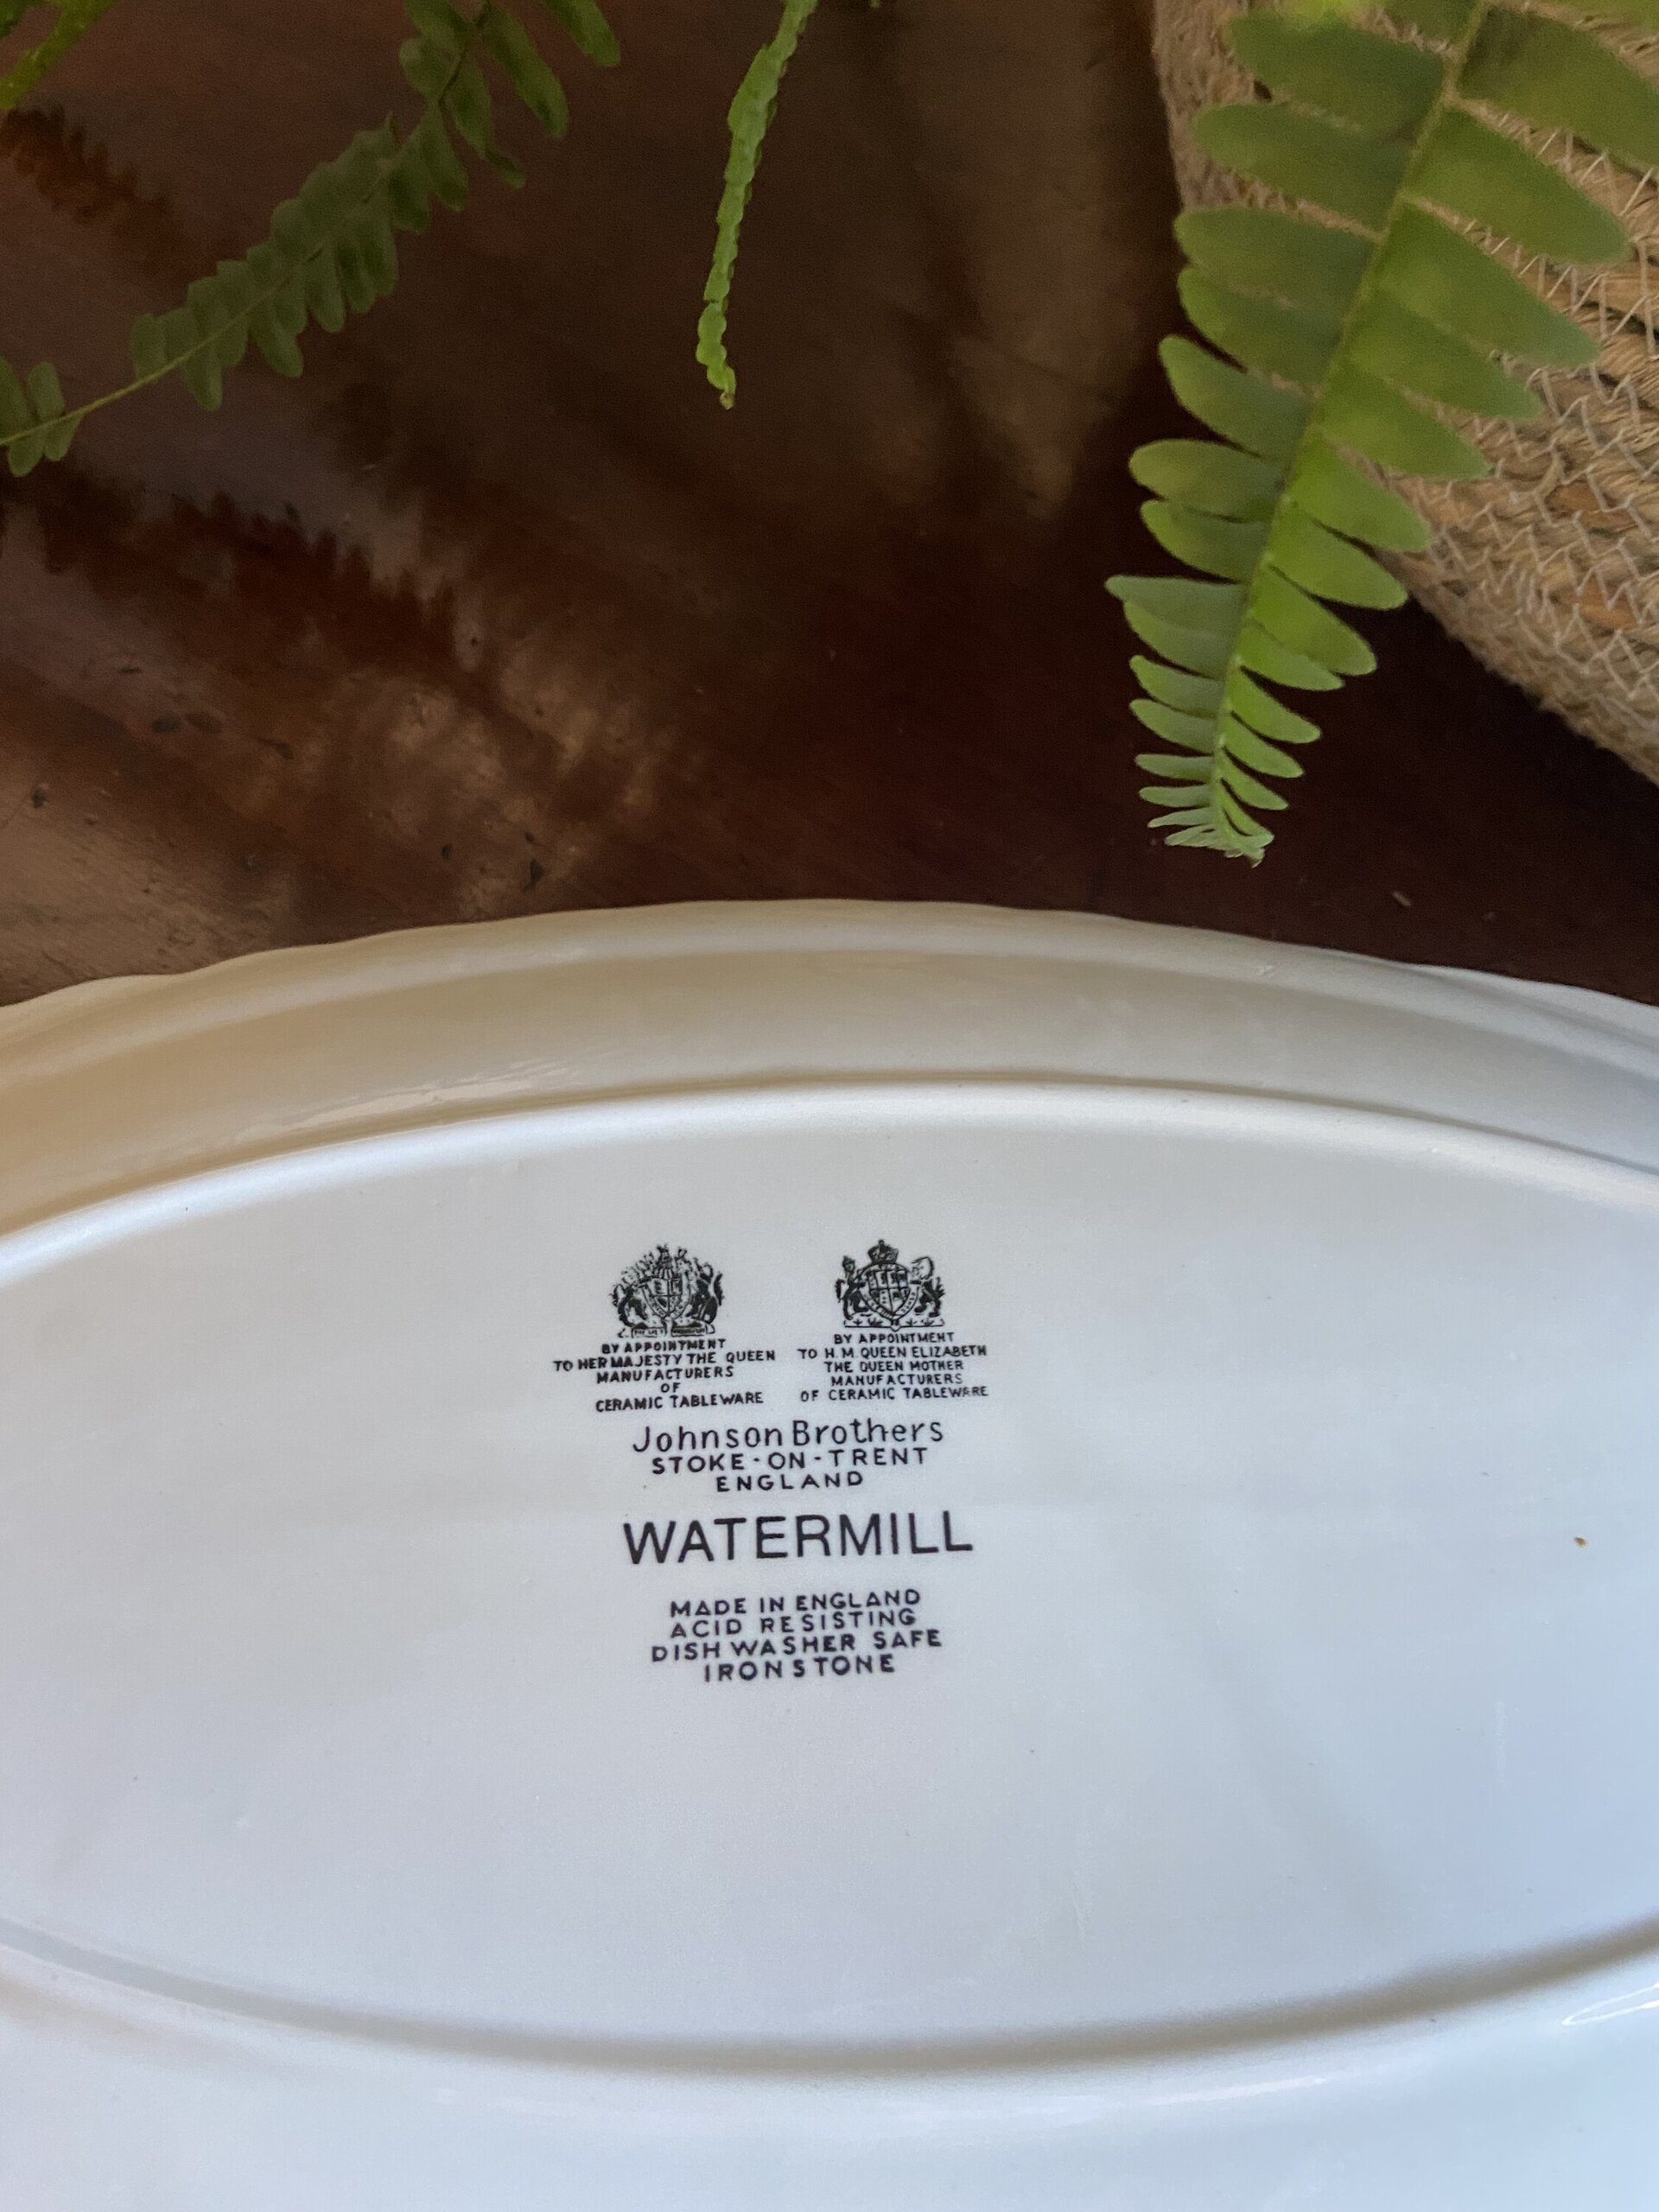 BY APPOINTMENT
TO HER MAJESTY THE QUEEN
MANUFACTURERS
OF
CERAMIC TABLEWARE
BY APPOINTMENT
TO H.M. QUEEN ELIZABETH
THE QUEEN MOTHER
MANUFACTURERS
OF CERAMIC TABLEWARE
Johnson Brothers
STOKE-ON-TRENT
ENGLAND
WATERMILL
MADE IN ENGLAND
ACID RESISTING
DISH WASHER SAFE
IRONSTONE